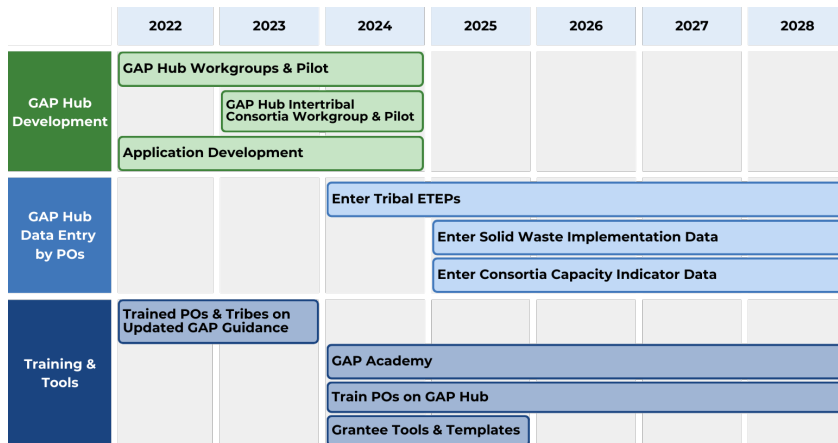 2022 2023 2024 2025 2026 2027 2028
GAP Hub
Development
GAP Hub Workgroups & Pilot
GAP Hub Intertribal
Consortia Workgroup & Pilot
Application Development
GAP Hub
Data Entry
by POs
Enter Tribal ETEPs
Enter Solid Waste Implementation Data
Enter Consortia Capacity Indicator Data
Training &
Tools
Trained POs & Tribes on
Updated GAP Guidance
GAP Academy
Train POs on GAP Hub
Grantee Tools & Templates